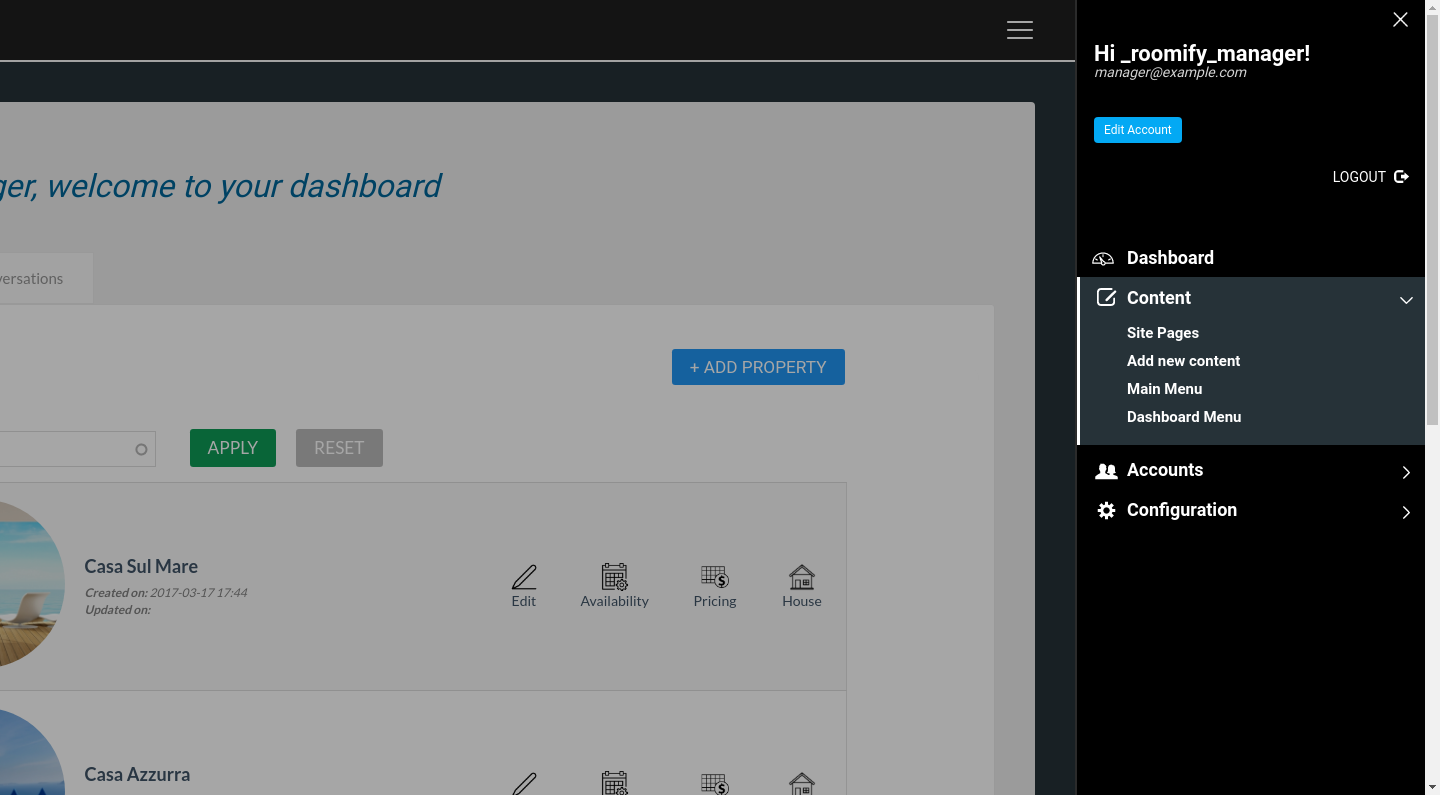 Hi _roomify_manager!
manager@example.com
Edit Account
LOGOUT
Dashboard
Content
Site Pages
Add new content
Main Menu
Dashboard Menu
Accounts
Configuration
ger, welcome to your dashboard
versations
+ ADD PROPERTY
APPLY RESET
Casa Sul Mare
Created on: 2017-03-17 17:44
Updated on:
Edit Availability Pricing House
Casa Azzurra